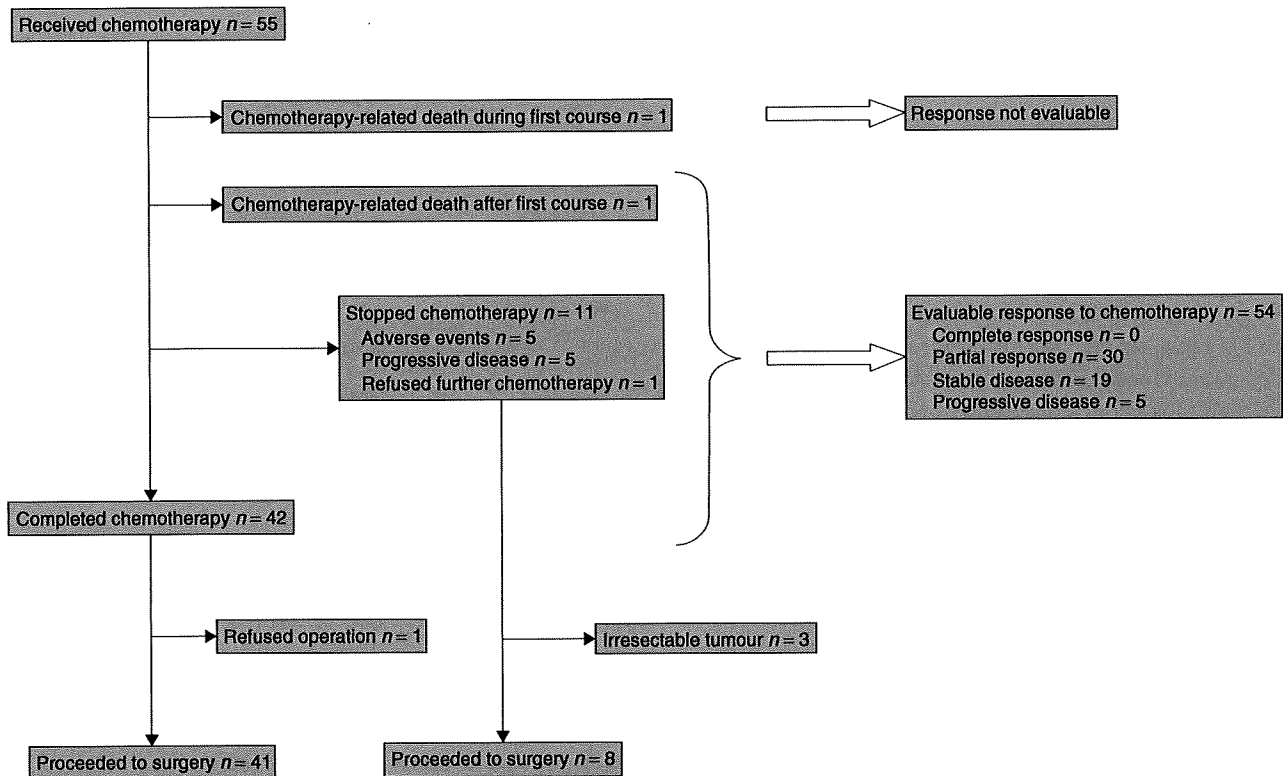 Received chemotherapy n = 55
Chemotherapy-related death during first course n = 1
Response not evaluable
Chemotherapy-related death after first course n = 1
Stopped chemotherapy n = 11
Adverse events n = 5
Progressive disease n = 5
Refused further chemotherapy n = 1
Evaluable response to chemotherapy n = 54
Complete response n = 0
Partial response n = 30
Stable disease n = 19
Progressive disease n = 5
Completed chemotherapy n = 42
Refused operation n = 1
Irresectable tumour n = 3
Proceeded to surgery n = 41
Proceeded to surgery n = 8